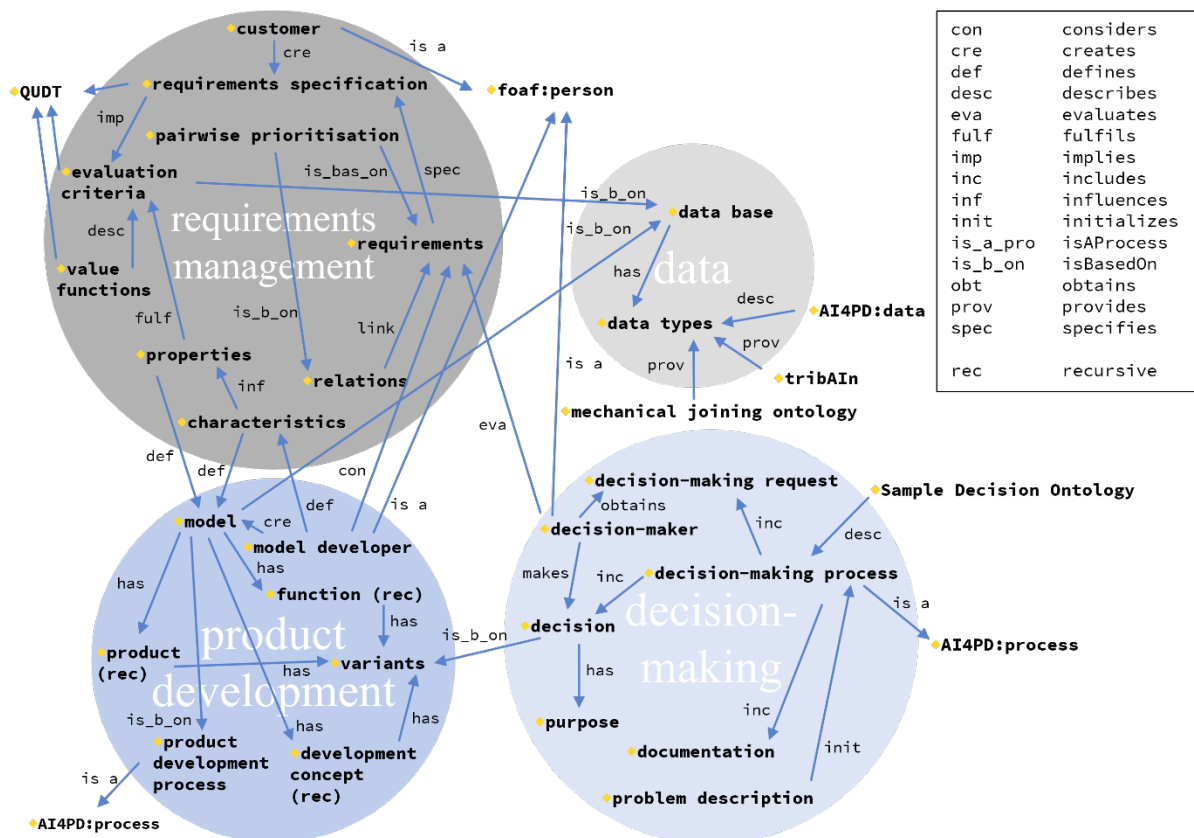 customer
is a
cre
QUDT
requirements specification
foaf:person
imp
pairwise prioritisation
evaluation
criteria
is_bas_on
spec
is_b_on
data base
requirements
management
desc
requirements
is_b_on
data
has
value
functions
fulf
is_b_on
link
desc
AI4PD:data
data types
prov
prov
properties
inf
relations
is a
tribAIn
mechanical joining ontology
characteristics
eva
def
def
con
def
is a
decision-making request
Sample Decision Ontology
obtains
model
cre
model developer
decision-maker
inc
desc
has
has
makes
inc
decision-making process
function (rec)
is a
product
development
has
is_b_on
decision
decision-
making
product
(rec)
has
variants
AI4PD:process
has
has
has
is_b_on
purpose
inc
product
development
process
development
concept
(rec)
documentation
init
is a
problem description
AI4PD:process
con considers
cre creates
def defines
desc describes
eva evaluates
fulf fulfils
imp implies
inc includes
inf influences
init initializes
is_a_pro isAProcess
is_b_on isBasedOn
obt obtains
prov provides
spec specifies
rec recursive